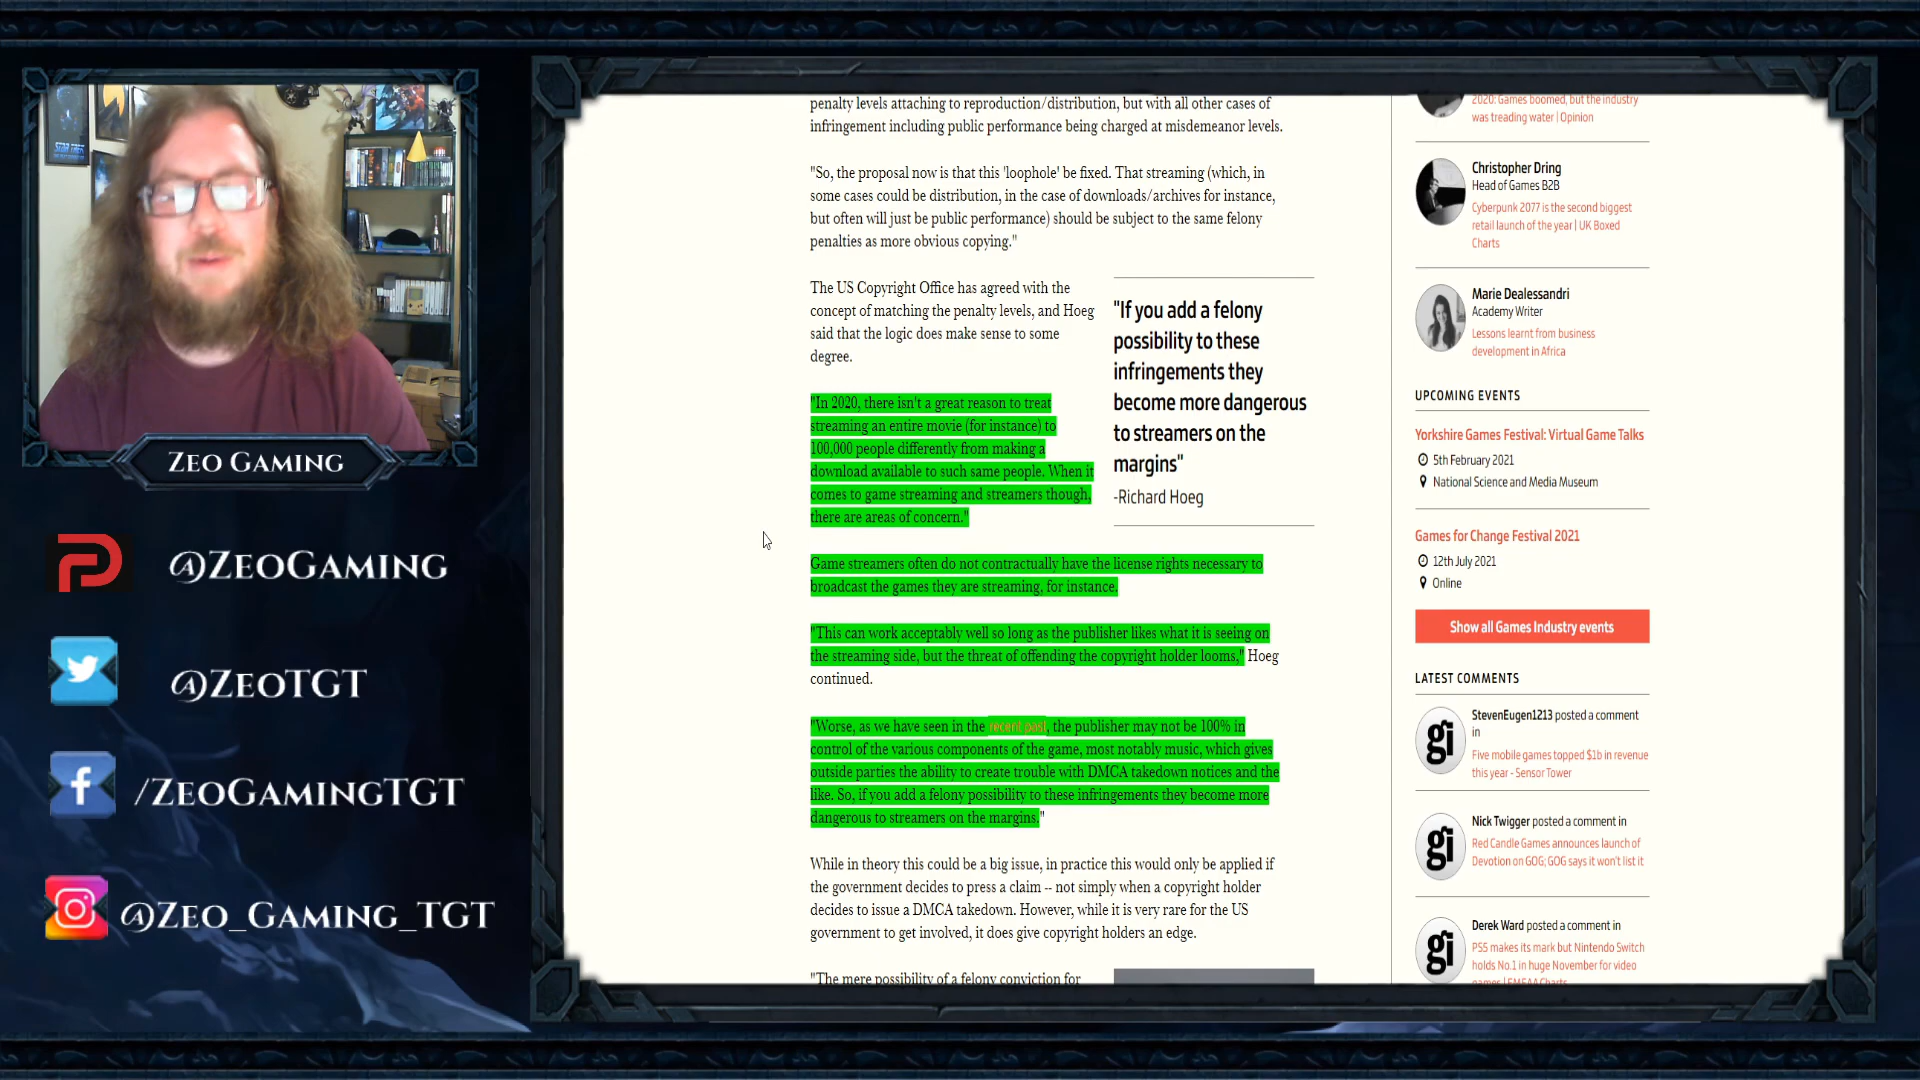 STAR TREK
ZEO GAMING
@ZEOGAMING
@ZEOTGT
/ZEOGAMINGTGT
@ZEO_GAMING_TGT
penalty levels attaching to reproduction/distribution, but with all other cases of
infringement including public performance being charged at misdemeanor levels.
"So, the proposal now is that this 'loophole' be fixed. That streaming (which, in
some cases could be distribution, in the case of downloads/archives for instance,
but often will just be public performance) should be subject to the same felony
penalties as more obvious copying."
The US Copyright Office has agreed with the
concept of matching the penalty levels, and Hoeg
said that the logic does make sense to some
degree.
"If you add a felony
possibility to these
infringements they
become more dangerous
to streamers on the
margins"
-Richard Hoeg
"In 2020, there isn't a great reason to treat
streaming an entire movie (for instance) to
100,000 people differently from making a
download available to such same people. When it
comes to game streaming and streamers though,
there are areas of concern."
Game streamers often do not contractually have the license rights necessary to
broadcast the games they are streaming, for instance.
"This can work acceptably well so long as the publisher likes what it is seeing on
the streaming side, but the threat of offending the copyright holder looms," Hoeg
continued.
"Worse, as we have seen in the recent past, the publisher may not be 100% in
control of the various components of the game, most notably music, which gives
outside parties the ability to create trouble with DMCA takedown notices and the
like. So, if you add a felony possibility to these infringements they become more
dangerous to streamers on the margins."
While in theory this could be a big issue, in practice this would only be applied if
the government decides to press a claim -- not simply when a copyright holder
decides to issue a DMCA takedown. However, while it is very rare for the US
government to get involved, it does give copyright holders an edge.
"The mere possibility of a felony conviction for
2020: Games boomed, but the industry
was treading water | Opinion
Christopher Dring
Head of Games B2B
Cyberpunk 2077 is the second biggest
retail launch of the year | UK Boxed
Charts
Marie Dealessandri
Academy Writer
Lessons learnt from business
development in Africa
UPCOMING EVENTS
Yorkshire Games Festival: Virtual Game Talks
5th February 2021
National Science and Media Museum
Games for Change Festival 2021
12th July 2021
Online
Show all Games Industry events
LATEST COMMENTS
gi
StevenEugen1213 posted a comment
in
Five mobile games topped $1b in revenue
this year - Sensor Tower
gi
Nick Twigger posted a comment in
Red Candle Games announces launch of
Devotion on GOG; GOG says it won't list it
gi
Derek Ward posted a comment in
PS5 makes its mark but Nintendo Switch
holds No.1 in huge November for video
games | EMEAA Charts